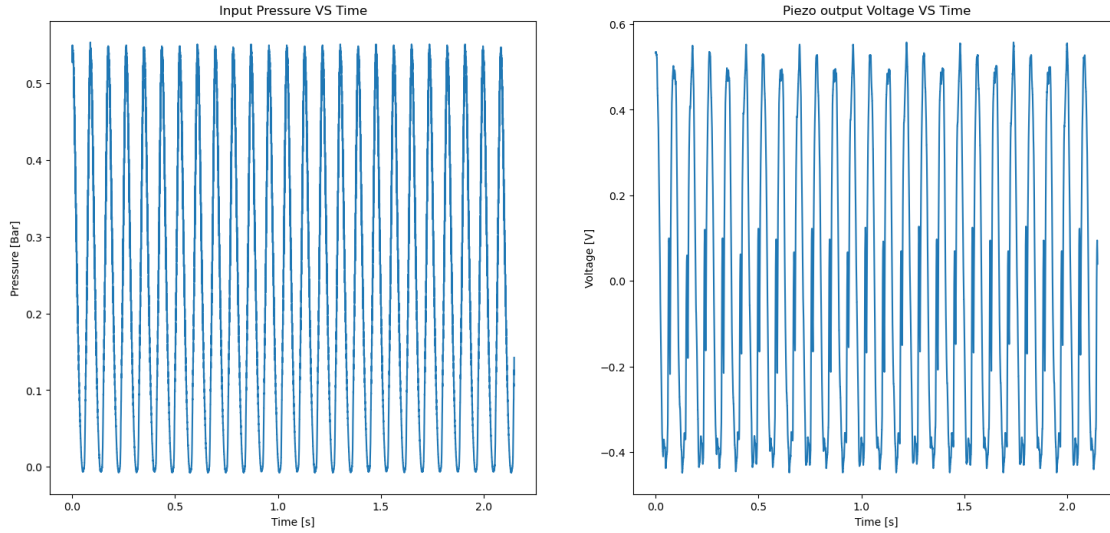 Input Pressure VS Time
0.5
0.4
0.3
0.2
0.1
0.0
Pressure [Bar]
0.0 0.5 1.0 1.5 2.0
Time [s]
Piezo output Voltage VS Time
0.6
0.4
0.2
0.0
−0.2
−0.4
Voltage [V]
0.0 0.5 1.0 1.5 2.0
Time [s]